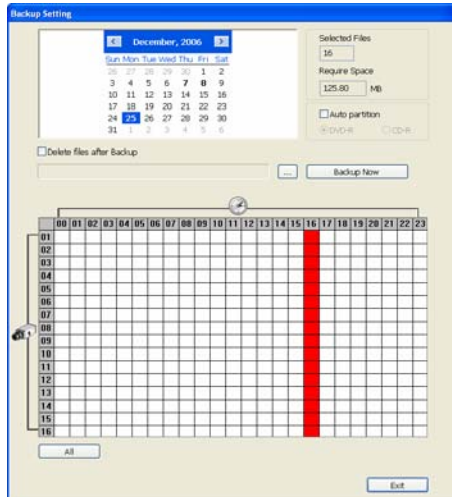 Backup Setting
December, 2006
Sun Mon Tue Wed Thu Fri Sat
26 27 28 29 30 1 2
3 4 5 6 7 8 9
10 11 12 13 14 15 16
17 18 19 20 21 22 23
24 25 26 27 28 29 30
31 1 2 3 4 5 6
Selected Files
16
Require Space
125.80 MB
Auto partition
DVD-R CD-R
Delete files after Backup
... Backup Now
00 01 02 03 04 05 06 07 08 09 10 11 12 13 14 15 16 17 18 19 20 21 22 23
01
02
03
04
05
06
07
08
09
10
11
12
13
14
15
16
All
Exit